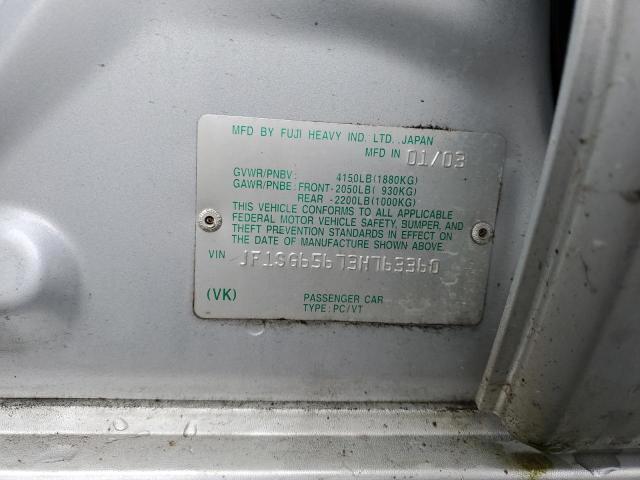 MFD BY FUJI HEAVY IND. LTD. JAPAN
MFD IN 01/03
GVWR/PNBV: 4150LB(1880KG)
GAWR/PNBE: FRONT-2050LB( 930KG)
REAR -2200LB(1000KG)
THIS VEHICLE CONFORMS TO ALL APPLICABLE
FEDERAL MOTOR VEHICLE SAFETY, BUMPER, AND
THEFT PREVENTION STANDARDS IN EFFECT ON
THE DATE OF MANUFACTURE SHOWN ABOVE.
VIN JF1SG65673H763360
(VK) PASSENGER CAR
TYPE: PC/VT